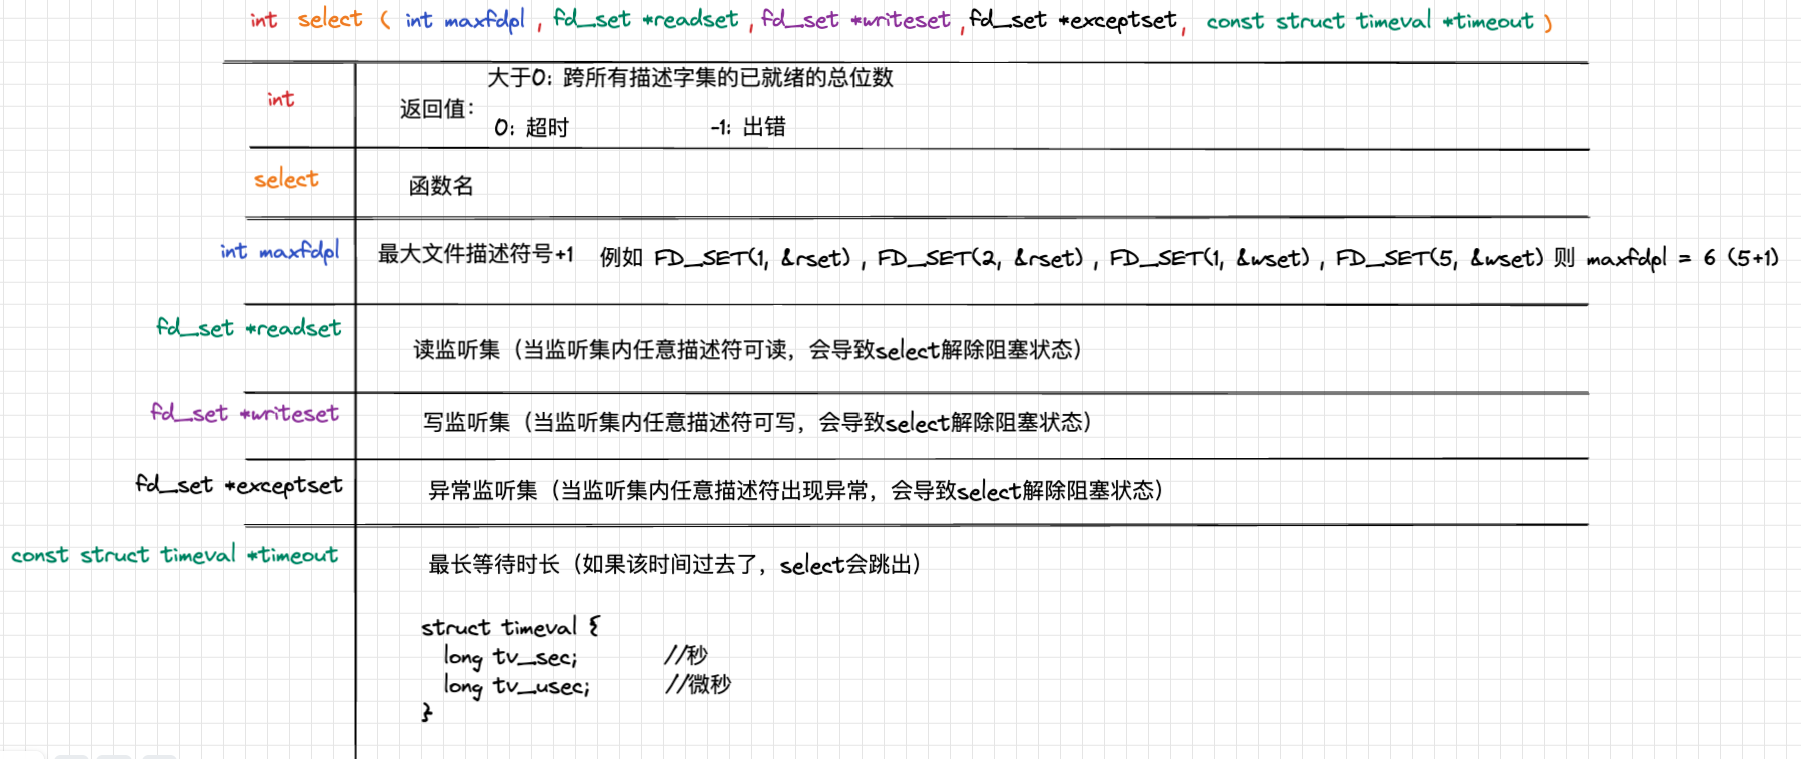 int select ( int maxfdpl , fd_set *readset , fd_set *writeset , fd_set *exceptset, const struct timeval *timeout )
int
返回值：
大于0：跨所有描述字集的已就绪的总位数
0：超时 -1：出错
select
函数名
int maxfdpl
最大文件描述符号+1 例如 FD_SET(1, &rset) , FD_SET(2, &rset) , FD_SET(1, &wset) , FD_SET(5, &wset) 则 maxfdpl = 6 (5+1)
fd_set *readset
读监听集（当监听集内任意描述符可读，会导致select解除阻塞状态）
fd_set *writeset
写监听集（当监听集内任意描述符可写，会导致select解除阻塞状态）
fd_set *exceptset
异常监听集（当监听集内任意描述符出现异常，会导致select解除阻塞状态）
const struct timeval *timeout
最长等待时长（如果该时间过去了，select会跳出）
struct timeval {
long tv_sec; //秒
long tv_usec; //微秒
}